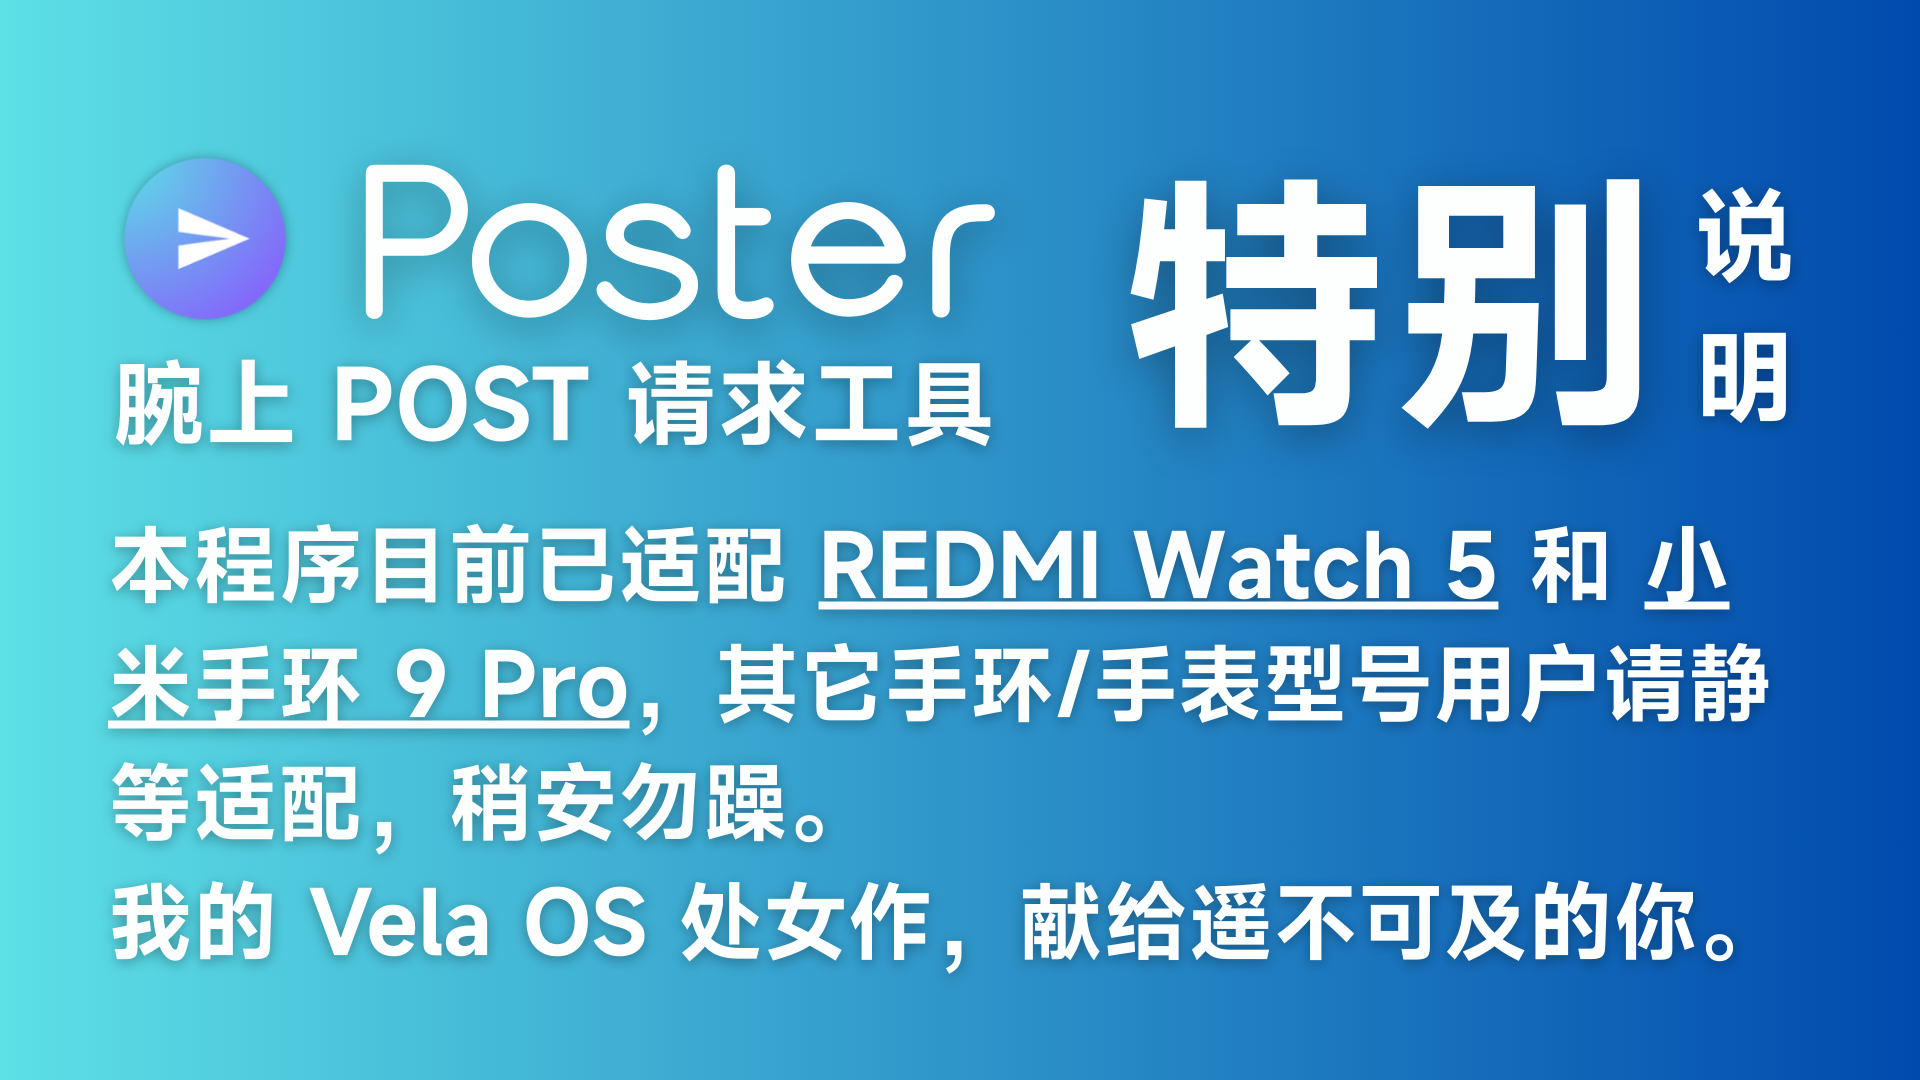 Poster
腕上 POST 请求工具
特别
说
明
本程序目前已适配 REDMI Watch 5 和 小
米手环 9 Pro，其它手环/手表型号用户请静
等适配，稍安勿躁。
我的 Vela OS 处女作，献给遥不可及的你。